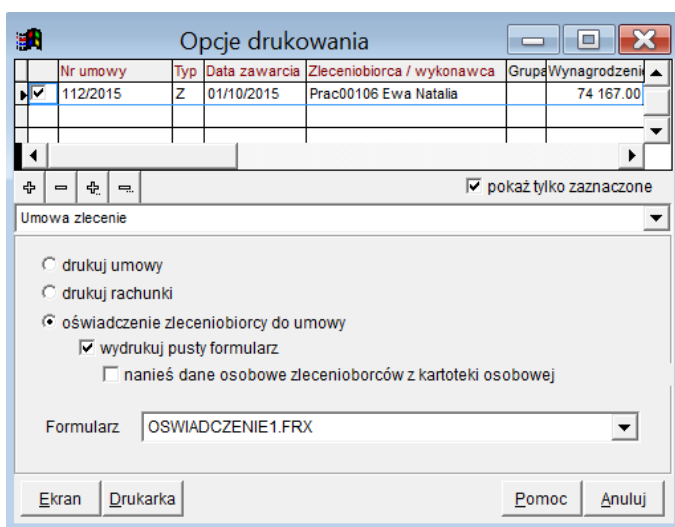 Opcje drukowania
Nr umowy Typ Data zawarcia Zleceniobiorca / wykonawca Grupa Wynagrodzeni
112/2015 Z 01/10/2015 Prac00106 Ewa Natalia 74 167.00
pokaż tylko zaznaczone
Umowa zlecenie
drukuj umowy
drukuj rachunki
oświadczenie zleceniobiorcy do umowy
wydrukuj pusty formularz
nanieś dane osobowe zlecenioborców z kartoteki osobowej
Formularz OSWIADCZENIE1.FRX
Ekran Drukarka Pomoc Anuluj